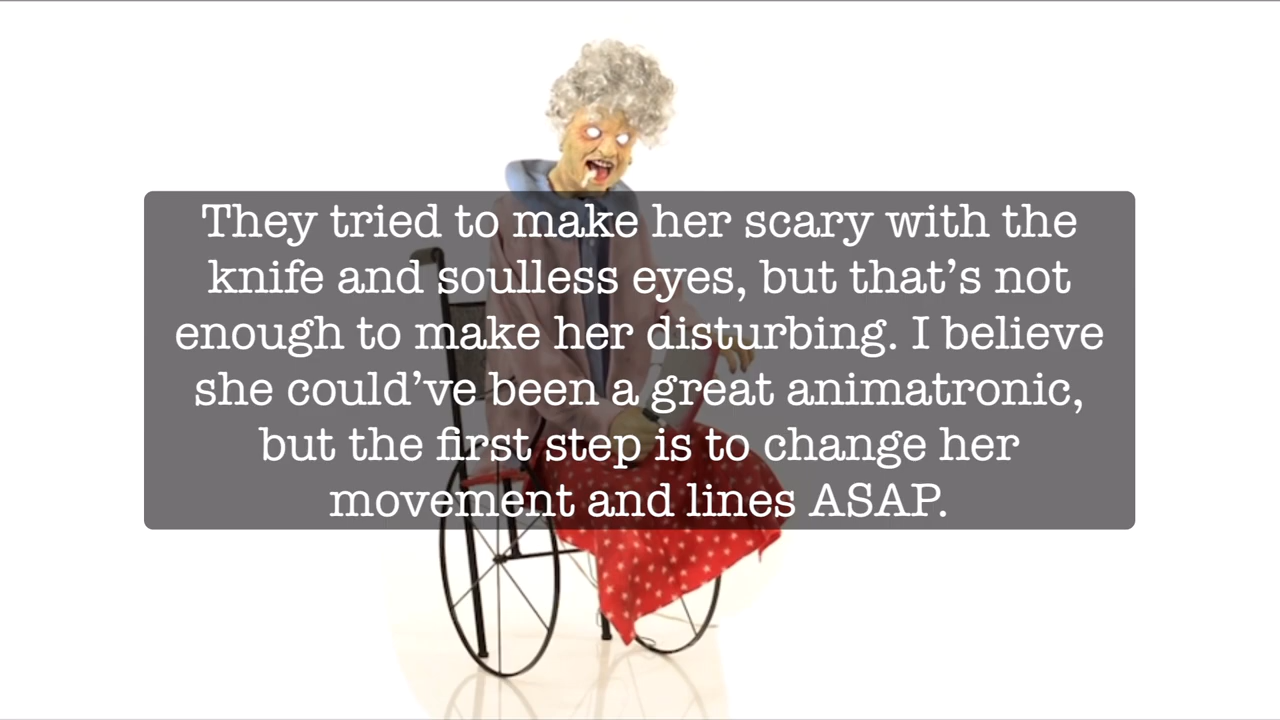 They tried to make her scary with the
knife and soulless eyes, but that’s not
enough to make her disturbing. I believe
she could’ve been a great animatronic,
but the first step is to change her
movement and lines ASAP.